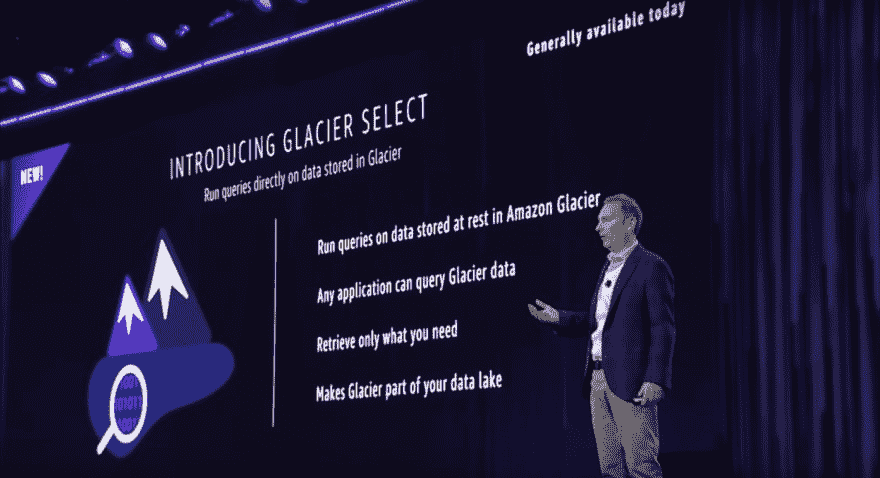 Generally available today
NEW!
INTRODUCING GLACIER SELECT
Run queries directly on data stored in Glacier
Run queries on data stored at rest in Amazon Glacier
Any application can query Glacier data
Retrieve only what you need
Makes Glacier part of your data lake